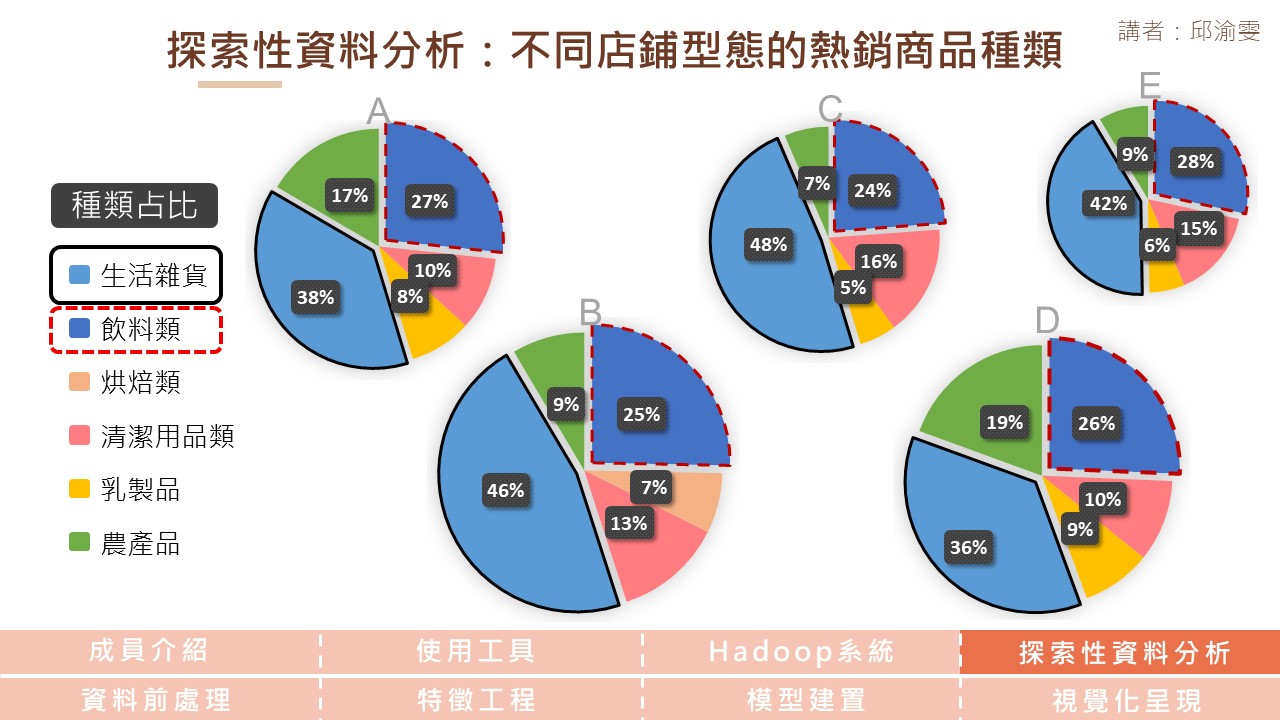 探索性資料分析：不同店鋪型態的熱銷商品種類
講者：邱渝雯
種類占比
生活雜貨
飲料類
烘焙類
清潔用品類
乳製品
農產品
A
17%
27%
10%
8%
38%
B
9%
25%
7%
13%
46%
C
7%
24%
16%
5%
48%
D
19%
26%
10%
9%
36%
E
9%
28%
15%
6%
42%
成員介紹
使用工具
Hadoop系統
探索性資料分析
資料前處理
特徵工程
模型建置
視覺化呈現